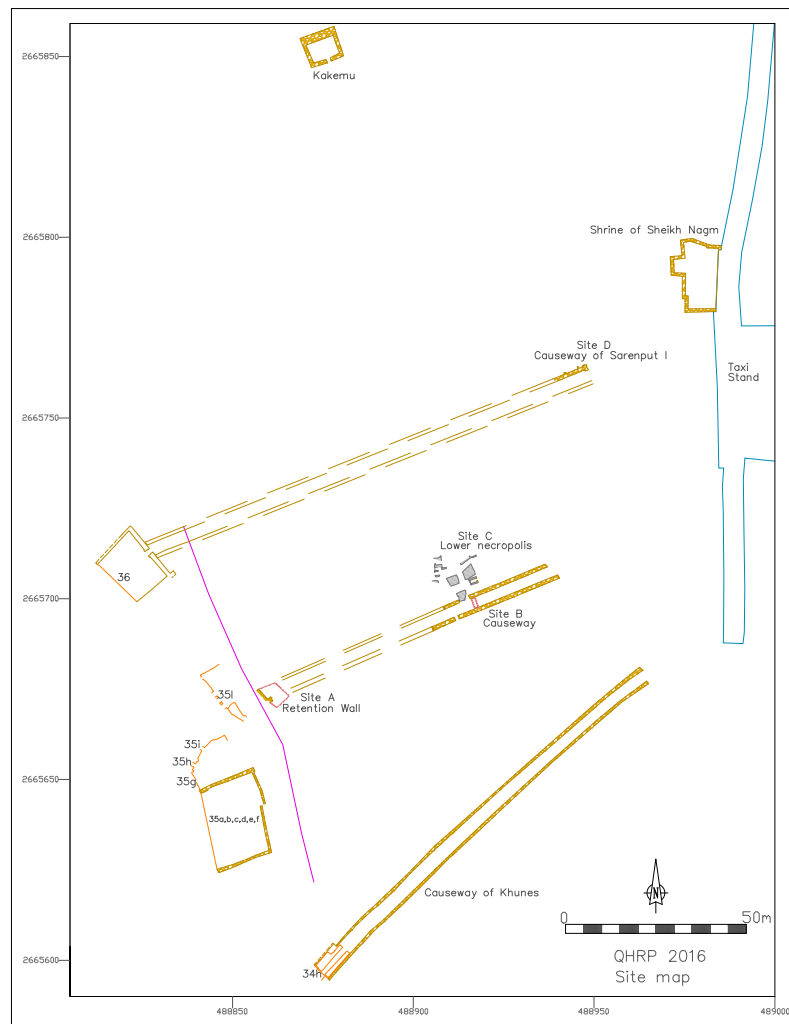 2665850
Kakemu
2665800
Shrine of Sheikh Nagm
Site D
Causeway of Sarenput I
Taxi
Stand
2665750
Site C
Lower necropolis
36
2665700
Site B
Causeway
35l
Site A
Retention Wall
35i
35h
35g
2665650
35a,b,c,d,e,f
Causeway of Khunes
N
0 50m
QHRP 2016
Site map
2665600
34h
488850 488900 488950 489000